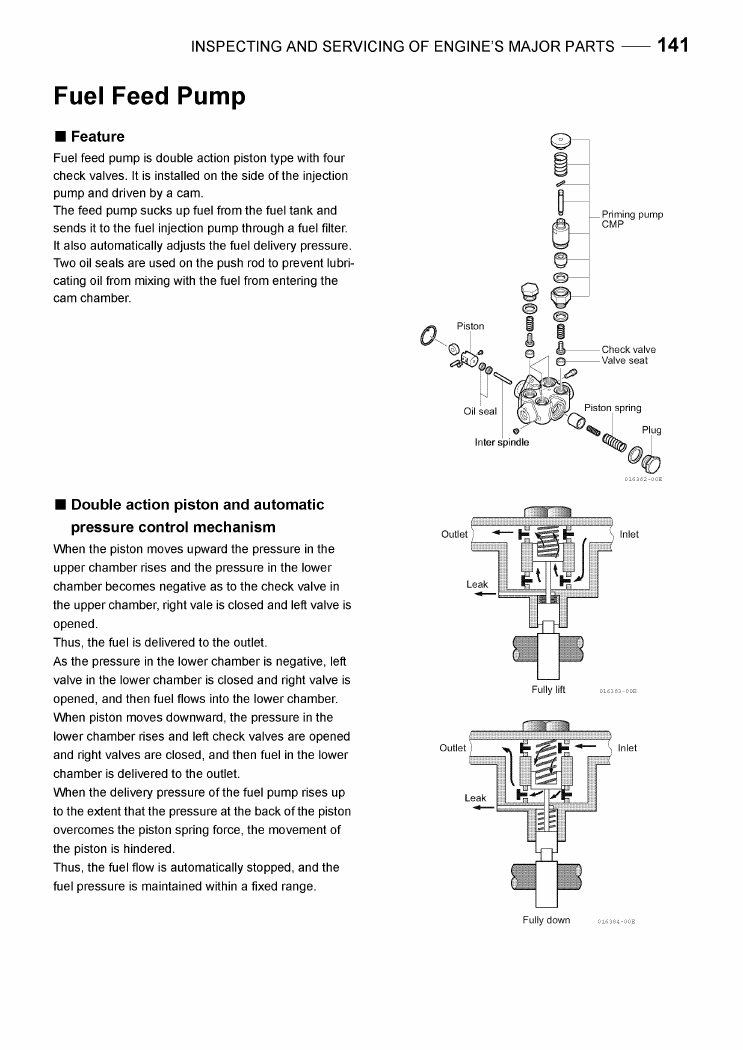 INSPECTING AND SERVICING OF ENGINE'S MAJOR PARTS — 141
Fuel Feed Pump
■ Feature
Fuel feed pump is double action piston type with four
check valves. It is installed on the side of the injection
pump and driven by a cam.
The feed pump sucks up fuel from the fuel tank and
sends it to the fuel injection pump through a fuel filter.
It also automatically adjusts the fuel delivery pressure.
Two oil seals are used on the push rod to prevent lubri-
cating oil from mixing with the fuel from entering the
cam chamber.
Priming pump
CMP
Piston
Check valve
Valve seat
Oil seal
Piston spring
Inter spindle
Plug
016362-00E
■ Double action piston and automatic
pressure control mechanism
When the piston moves upward the pressure in the
upper chamber rises and the pressure in the lower
chamber becomes negative as to the check valve in
the upper chamber, right vale is closed and left valve is
opened.
Thus, the fuel is delivered to the outlet.
As the pressure in the lower chamber is negative, left
valve in the lower chamber is closed and right valve is
opened, and then fuel flows into the lower chamber.
When piston moves downward, the pressure in the
lower chamber rises and left check valves are opened
and right valves are closed, and then fuel in the lower
chamber is delivered to the outlet.
When the delivery pressure of the fuel pump rises up
to the extent that the pressure at the back of the piston
overcomes the piston spring force, the movement of
the piston is hindered.
Thus, the fuel flow is automatically stopped, and the
fuel pressure is maintained within a fixed range.
Outlet
Inlet
Leak
Fully lift
016383-00E
Outlet
Inlet
Leak
Fully down
016384-00E